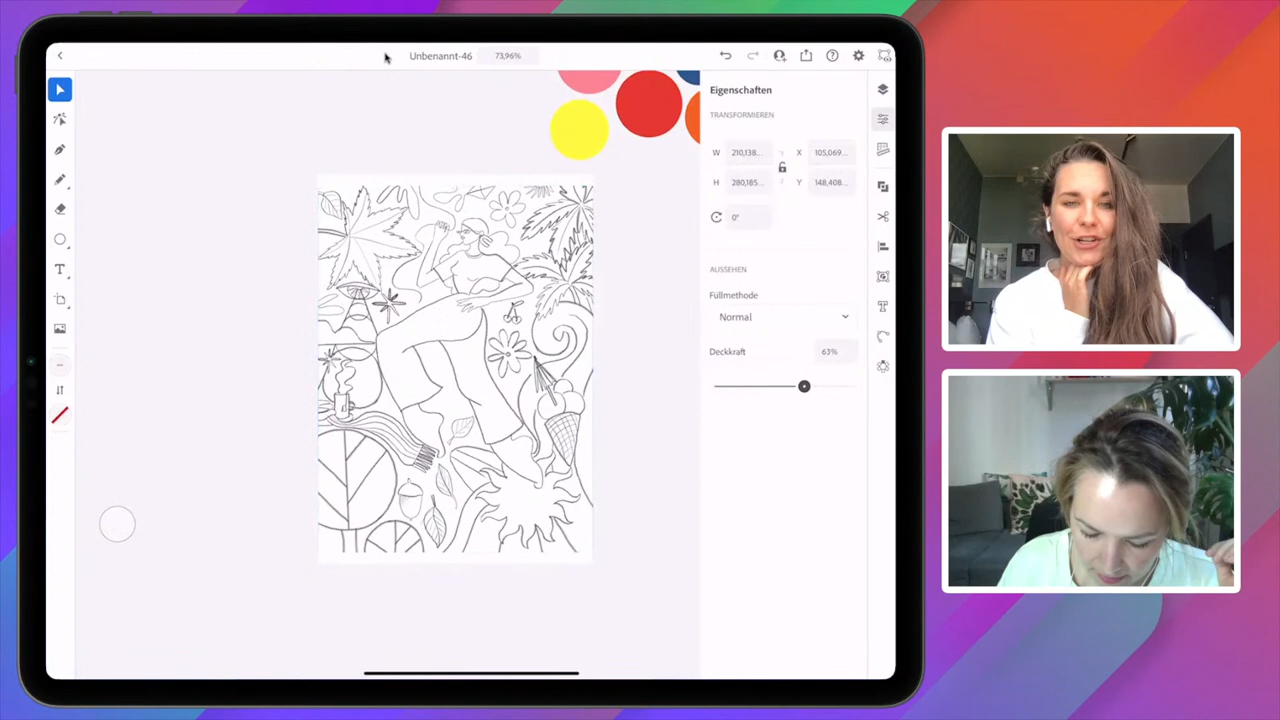 Unbenannt-46 73,96%
Eigenschaften
TRANSFORMIEREN
W 210,138... X 105,069...
H 280,185... Y 148,408...
0°
AUSSEHEN
Füllmethode
Normal
Deckkraft 63%